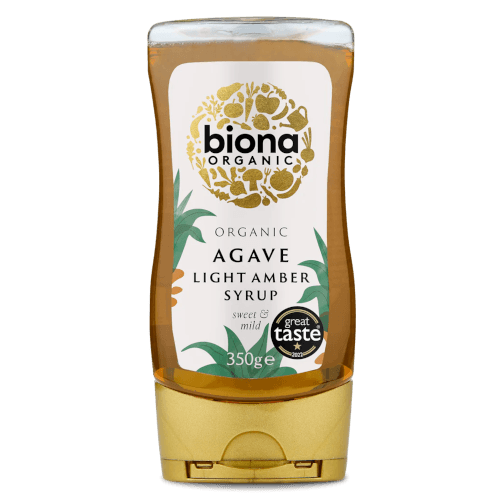 biona
ORGANIC
ORGANIC
AGAVE
LIGHT AMBER
SYRUP
sweet &
mild
great
taste
350g e